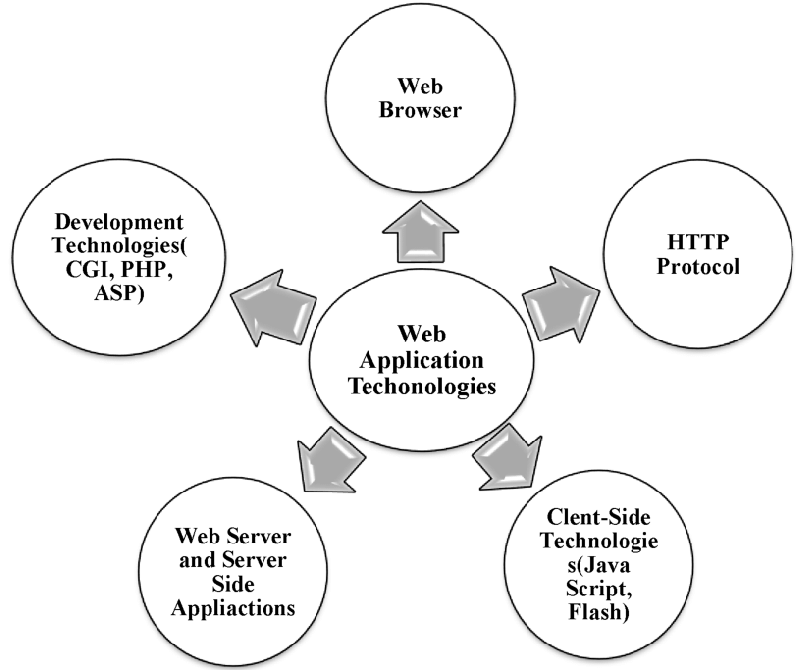 Web
Browser
Development
Technologies(
CGI, PHP,
ASP)
HTTP
Protocol
Web
Application
Techonologies
Web Server
and Server
Side
Appliactions
Clent-Side
Technologie
s(Java
Script,
Flash)